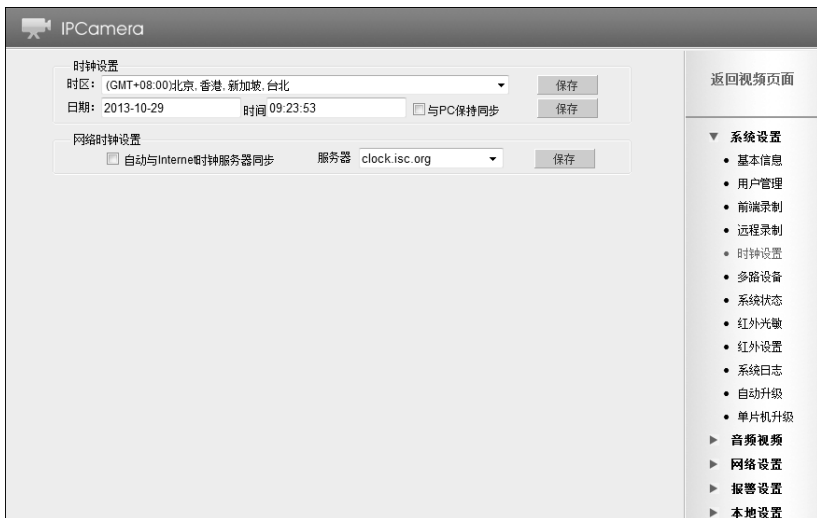 IPCamera
时钟设置
时区: (GMT+08:00)北京, 香港, 新加坡, 台北 保存
日期: 2013-10-29 时间 09:23:53 与PC保持同步 保存
网络时钟设置
自动与Internet时钟服务器同步 服务器 clock.isc.org 保存
返回视频页面
系统设置
基本信息
用户管理
前端录制
远程录制
时钟设置
多路设备
系统状态
红外光敏
红外设置
系统日志
自动升级
单片机升级
音频视频
网络设置
报警设置
本地设置